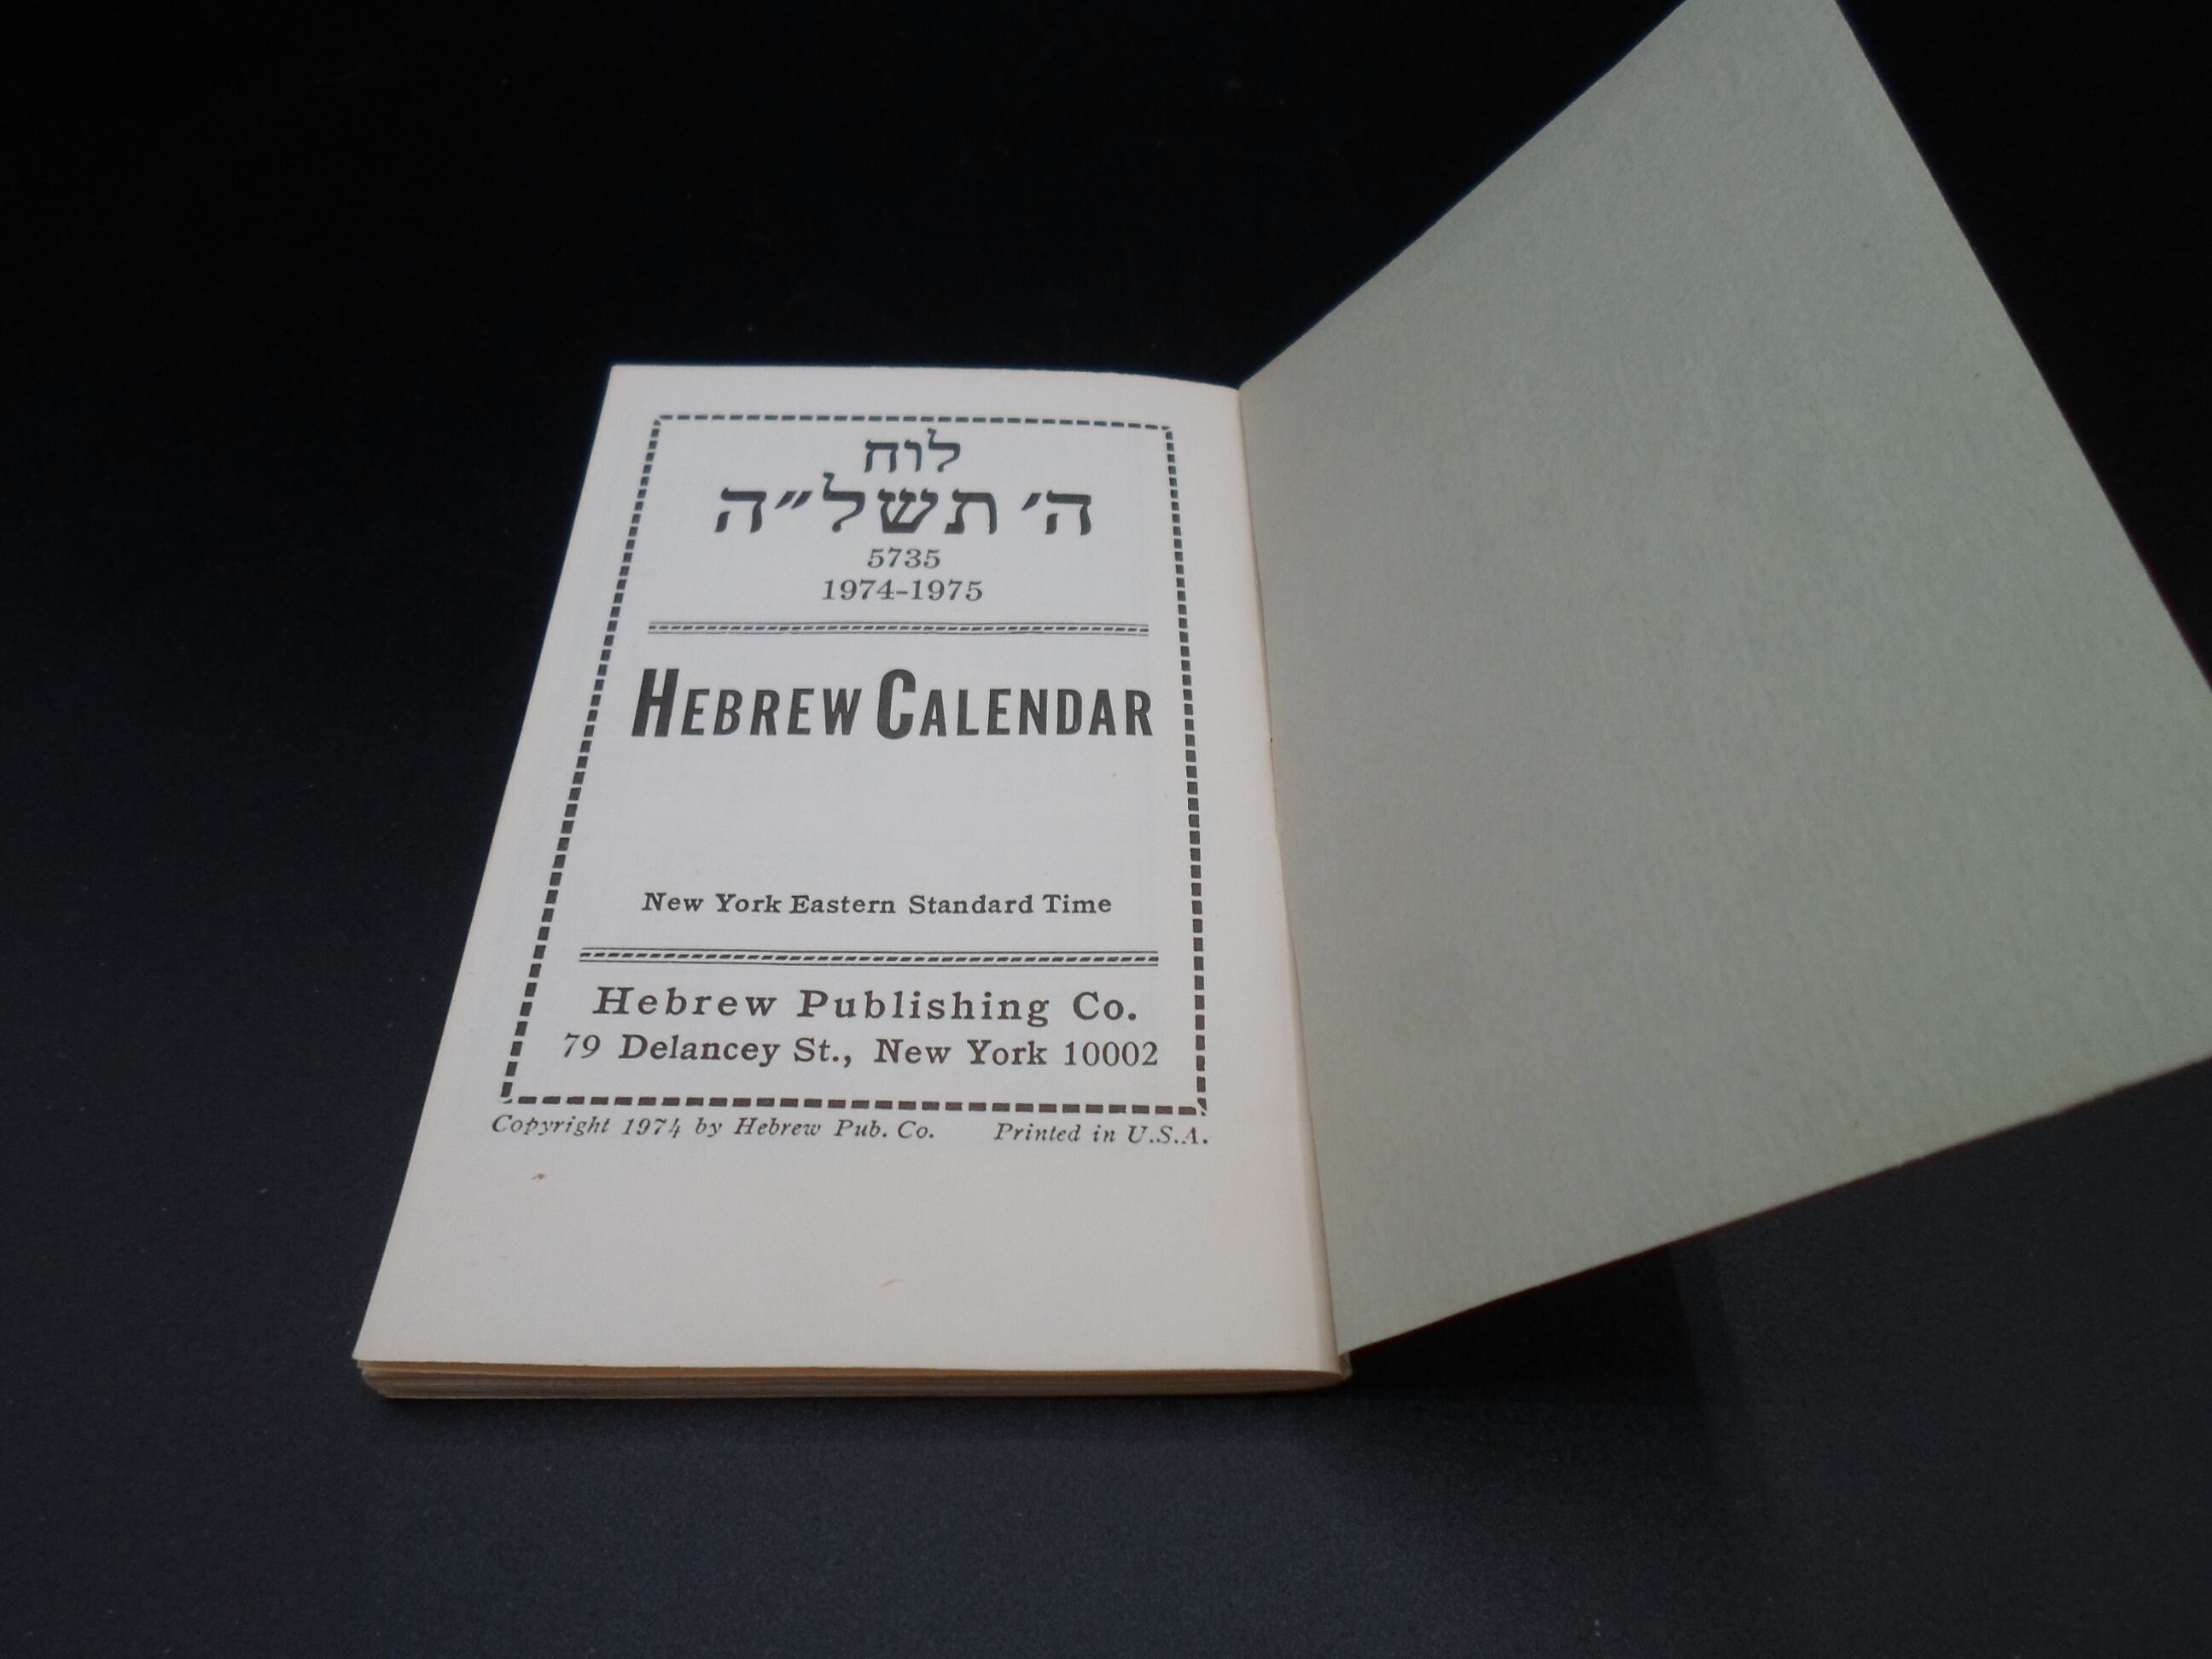 לוח
ה׳ תשל״ה
5735
1974-1975
HEBREW CALENDAR
New York Eastern Standard Time
Hebrew Publishing Co.
79 Delancey St., New York 10002
Copyright 1974 by Hebrew Pub. Co. Printed in U.S.A.